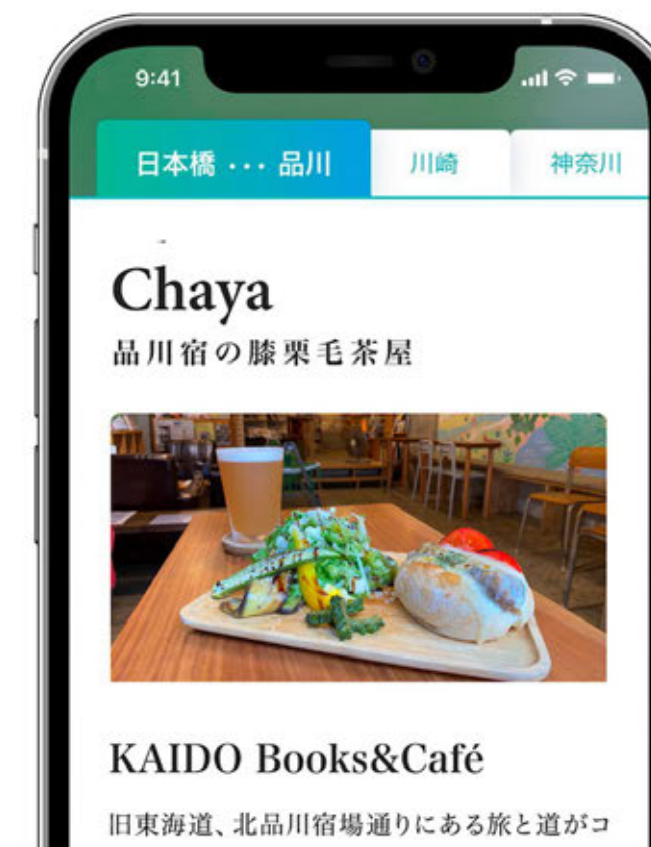 9:41
日本橋 ··· 品川
川崎
神奈川
Chaya
品川宿の膝栗毛茶屋
KAIDO Books&Café
旧東海道、北品川宿場通りにある旅と道がコ